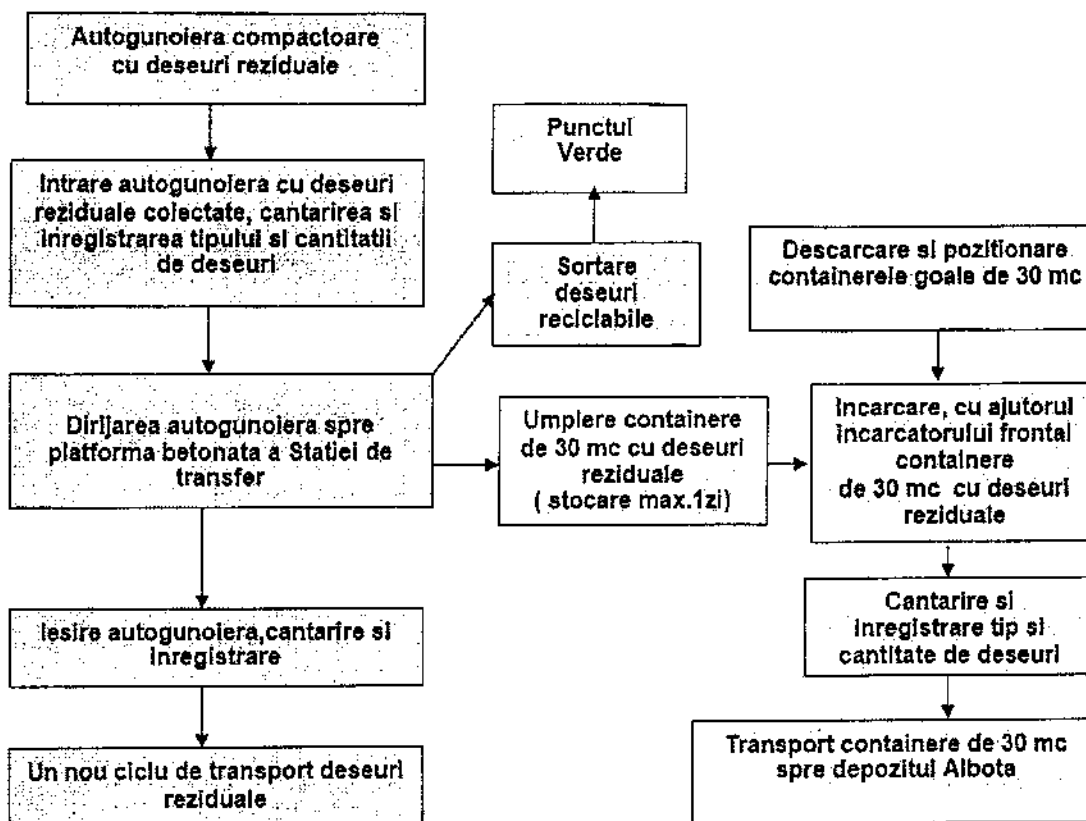 Autogunoiera compactoare
cu deseuri reziduale
Intrare autogunoiera cu deseuri
reziduale colectate, cantarirea si
inregistrarea tipului si cantitatii
de deseuri
Dirijarea autogunoiera spre
platforma betonata a Statiei de
transfer
Iesire autogunoiera,cantarire si
inregistrare
Un nou ciclu de transport deseuri
reziduale
Punctul
Verde
Sortare
deseuri
reciclabile
Umplere containere
de 30 mc cu deseuri
reziduale
( stocare max.1zi)
Descarcare si pozitionare
containerele goale de 30 mc
Incarcare, cu ajutorul
incarcatorului frontal
containere
de 30 mc cu deseuri
reziduale
Cantarire si
inregistrare tip si
cantitate de deseuri
Transport containere de 30 mc
spre depozitul Albota